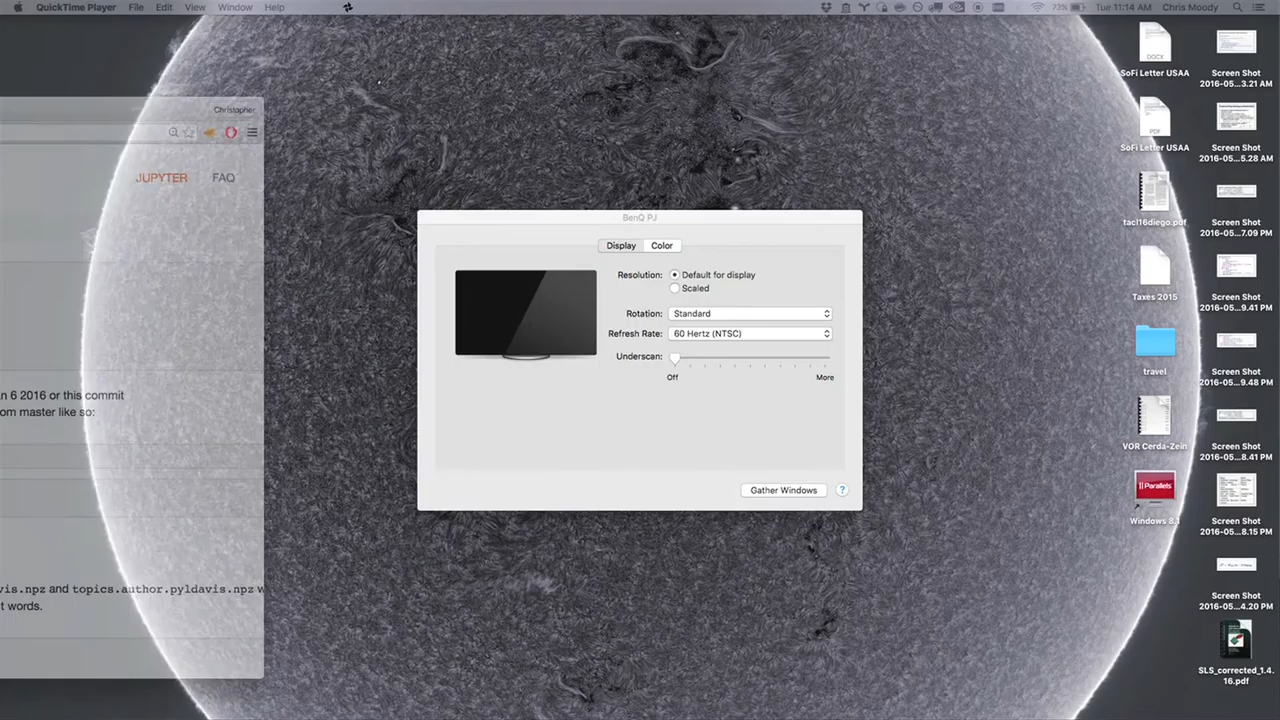 QuickTime Player File Edit View Window Help
73% Tue 11:14 AM Chris Moody
Christopher
JUPYTER FAQ
an 6 2016 or this commit
om master like so:
vis.npz and topics.author.pyldavis.npz w
t words.
BenQ PJ
Display Color
Resolution: Default for display
Scaled
Rotation: Standard
Refresh Rate: 60 Hertz (NTSC)
Underscan:
Off More
Gather Windows ?
DOCX
SoFi Letter USAA
PDF
SoFi Letter USAA
tacl16diego.pdf
Taxes 2015
travel
VOR Cerda-Zein
Parallels
Windows 8.1
Screen Shot
2016-05...3.21 AM
Screen Shot
2016-05...5.28 AM
Screen Shot
2016-05...7.09 PM
Screen Shot
2016-05...9.41 PM
Screen Shot
2016-05...9.48 PM
Screen Shot
2016-05...8.41 PM
Screen Shot
2016-05...8.15 PM
Screen Shot
2016-05...4.20 PM
SLS_corrected_1.4.
16.pdf